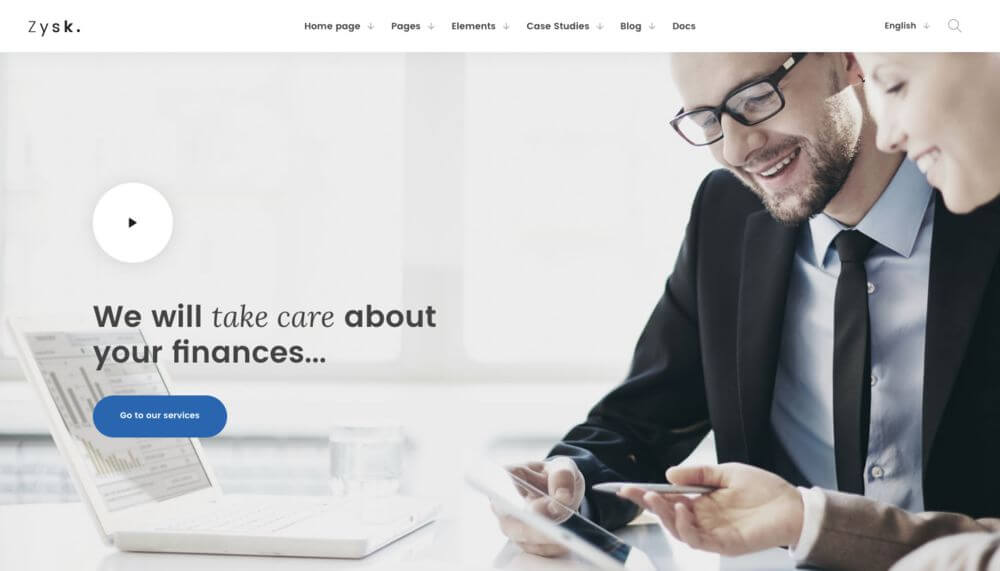 Zysk.
Home page
Pages
Elements
Case Studies
Blog
Docs
English
We will take care about
your finances...
Go to our services